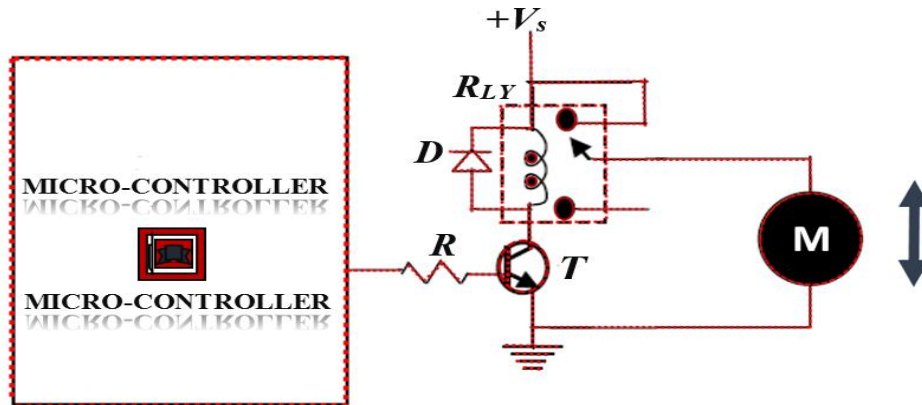 +Vs
RLY
D
MICRO-CONTROLLER
R
T
M
MICRO-CONTROLLER